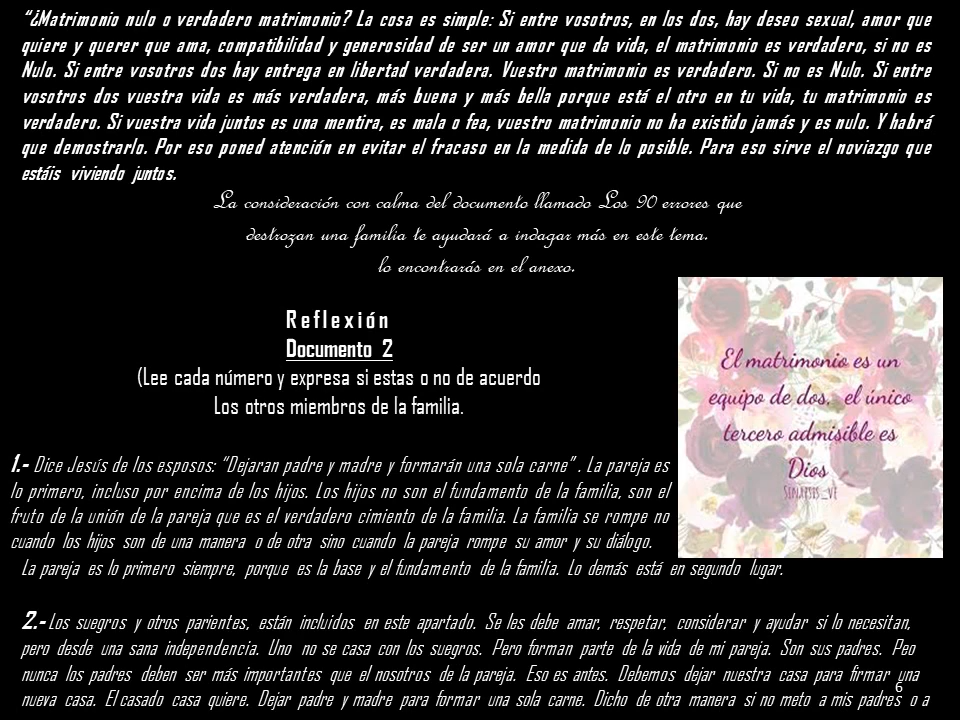 “¿Matrimonio nulo o verdadero matrimonio? La cosa es simple: Si entre vosotros, en los dos, hay deseo sexual, amor que
quiere y querer que ama, compatibilidad y generosidad de ser un amor que da vida, el matrimonio es verdadero, si no es
Nulo. Si entre vosotros dos hay entrega en libertad verdadera. Vuestro matrimonio es verdadero. Si no es Nulo. Si entre
vosotros dos vuestra vida es más verdadera, más buena y más bella porque está el otro en tu vida, tu matrimonio es
verdadero. Si vuestra vida juntos es una mentira, es mala o fea, vuestro matrimonio no ha existido jamás y es nulo. Y habrá
que demostrarlo. Por eso poned atención en evitar el fracaso en la medida de lo posible. Para eso sirve el noviazgo que
estáis viviendo juntos.
La consideración con calma del documento llamado Los 90 errores que
destrozan una familia te ayudará a indagar más en este tema.
lo encontrarás en el anexo.
Reflexión
Documento 2
(Lee cada número y expresa si estas o no de acuerdo
Los otros miembros de la familia.
El matrimonio es un
equipo de dos, el único
tercero admisible es
Dios
SINAPSIS_VE
1.- Dice Jesús de los esposos: “Dejaran padre y madre y formarán una sola carne” . La pareja es
lo primero, incluso por encima de los hijos. Los hijos no son el fundamento de la familia, son el
fruto de la unión de la pareja que es el verdadero cimiento de la familia. La familia se rompe no
cuando los hijos son de una manera o de otra sino cuando la pareja rompe su amor y su diálogo.
La pareja es lo primero siempre, porque es la base y el fundamento de la familia. Lo demás está en segundo lugar.
2.- Los suegros y otros parientes, están incluidos en este apartado. Se les debe amar, respetar, considerar y ayudar si lo necesitan,
pero desde una sana independencia. Uno no se casa con los suegros. Pero forman parte de la vida de mi pareja. Son sus padres. Peo
nunca los padres deben ser más importantes que el nosotros de la pareja. Eso es antes. Debemos dejar nuestra casa para firmar una
nueva casa. El casado casa quiere. Dejar padre y madre para formar una sola carne. Dicho de otra manera si no meto a mis padres o a
6